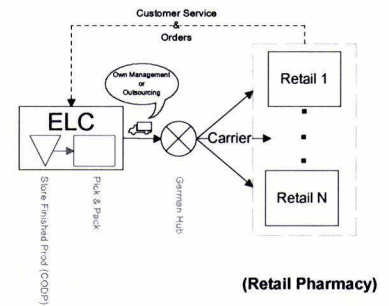 Customer Service
&
Orders
Own Management
or
Outsourcing
ELC
Store Finished Prod (CODP)
Pick & Pack
German Hub
Carrier
Retail 1
Retail N
(Retail Pharmacy)